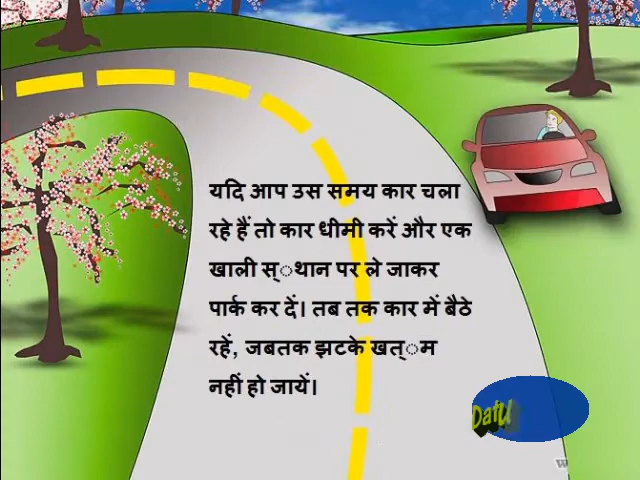 यदि आप उस समय कार चला
रहे हैं तो कार धीमी करें और एक
खाली स्‌्थान पर ले जाकर
पार्क कर दें। तब तक कार में बैठे
रहें, जबतक झटके खत्‌्म
नहीं हो जायें।
DafU